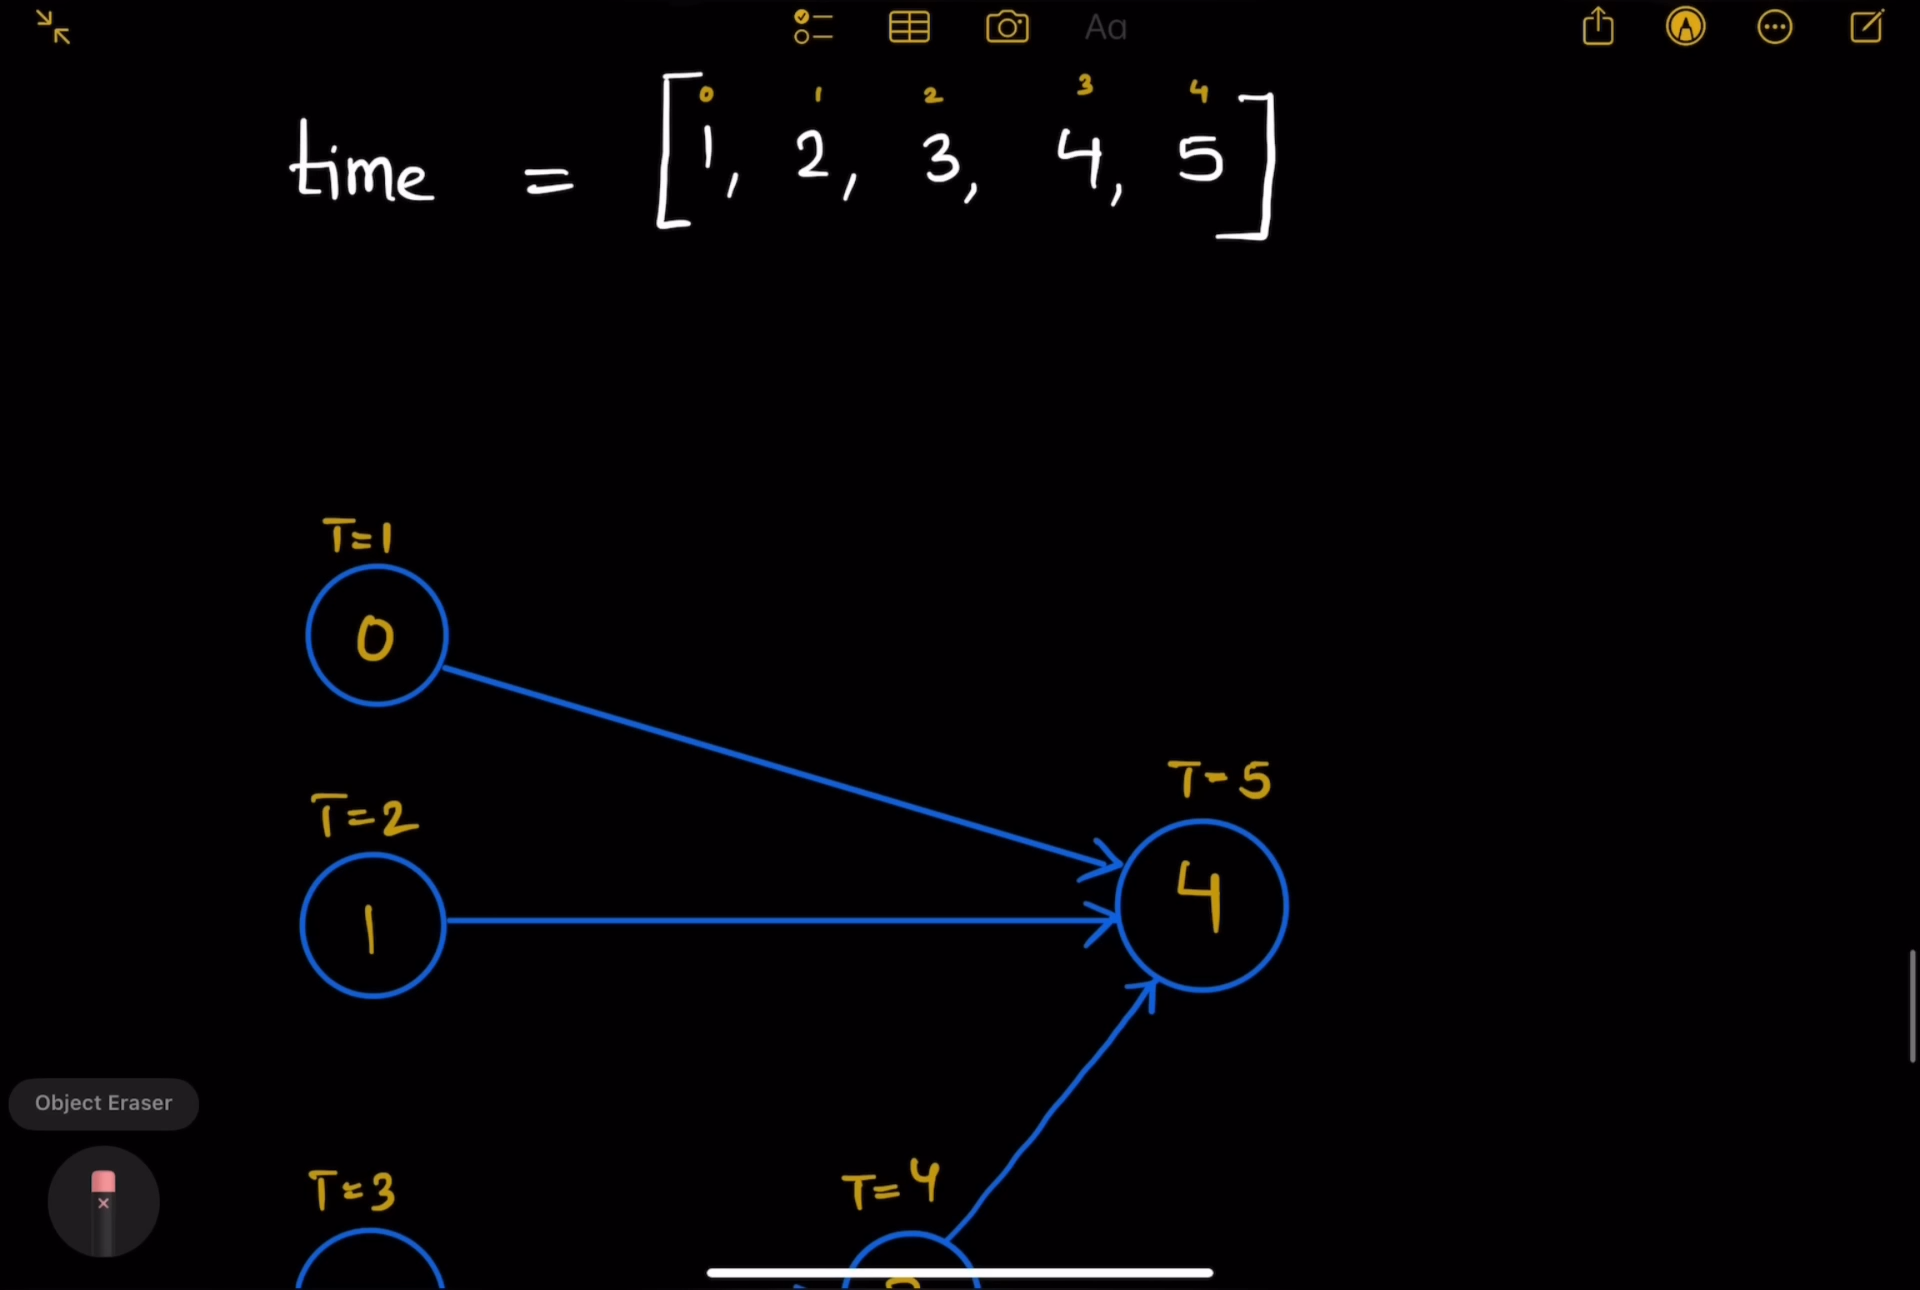 Aa
0 1 2 3 4
time = [1, 2, 3, 4, 5]
T=1
0
T=2
1
T-5
4
Object Eraser
T=3
T=4